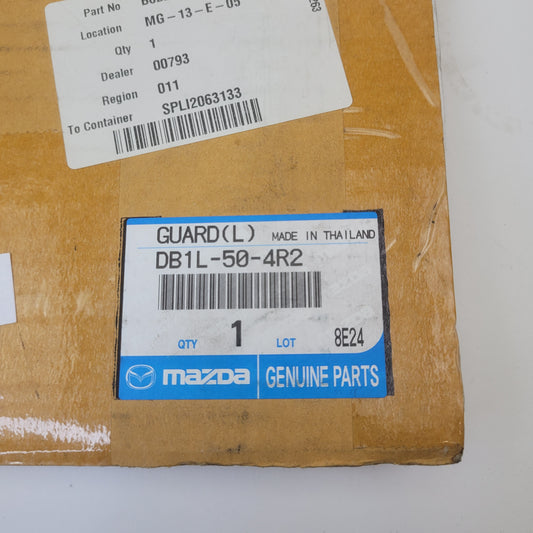 Part No
Location MG-13-E-05
Qty 1
Dealer 00793
Region 011
To Container SPLI2063133
263
GUARD(L) MADE IN THAILAND
DB1L-50-4R2
QTY 1 LOT 8E24
mazda GENUINE PARTS